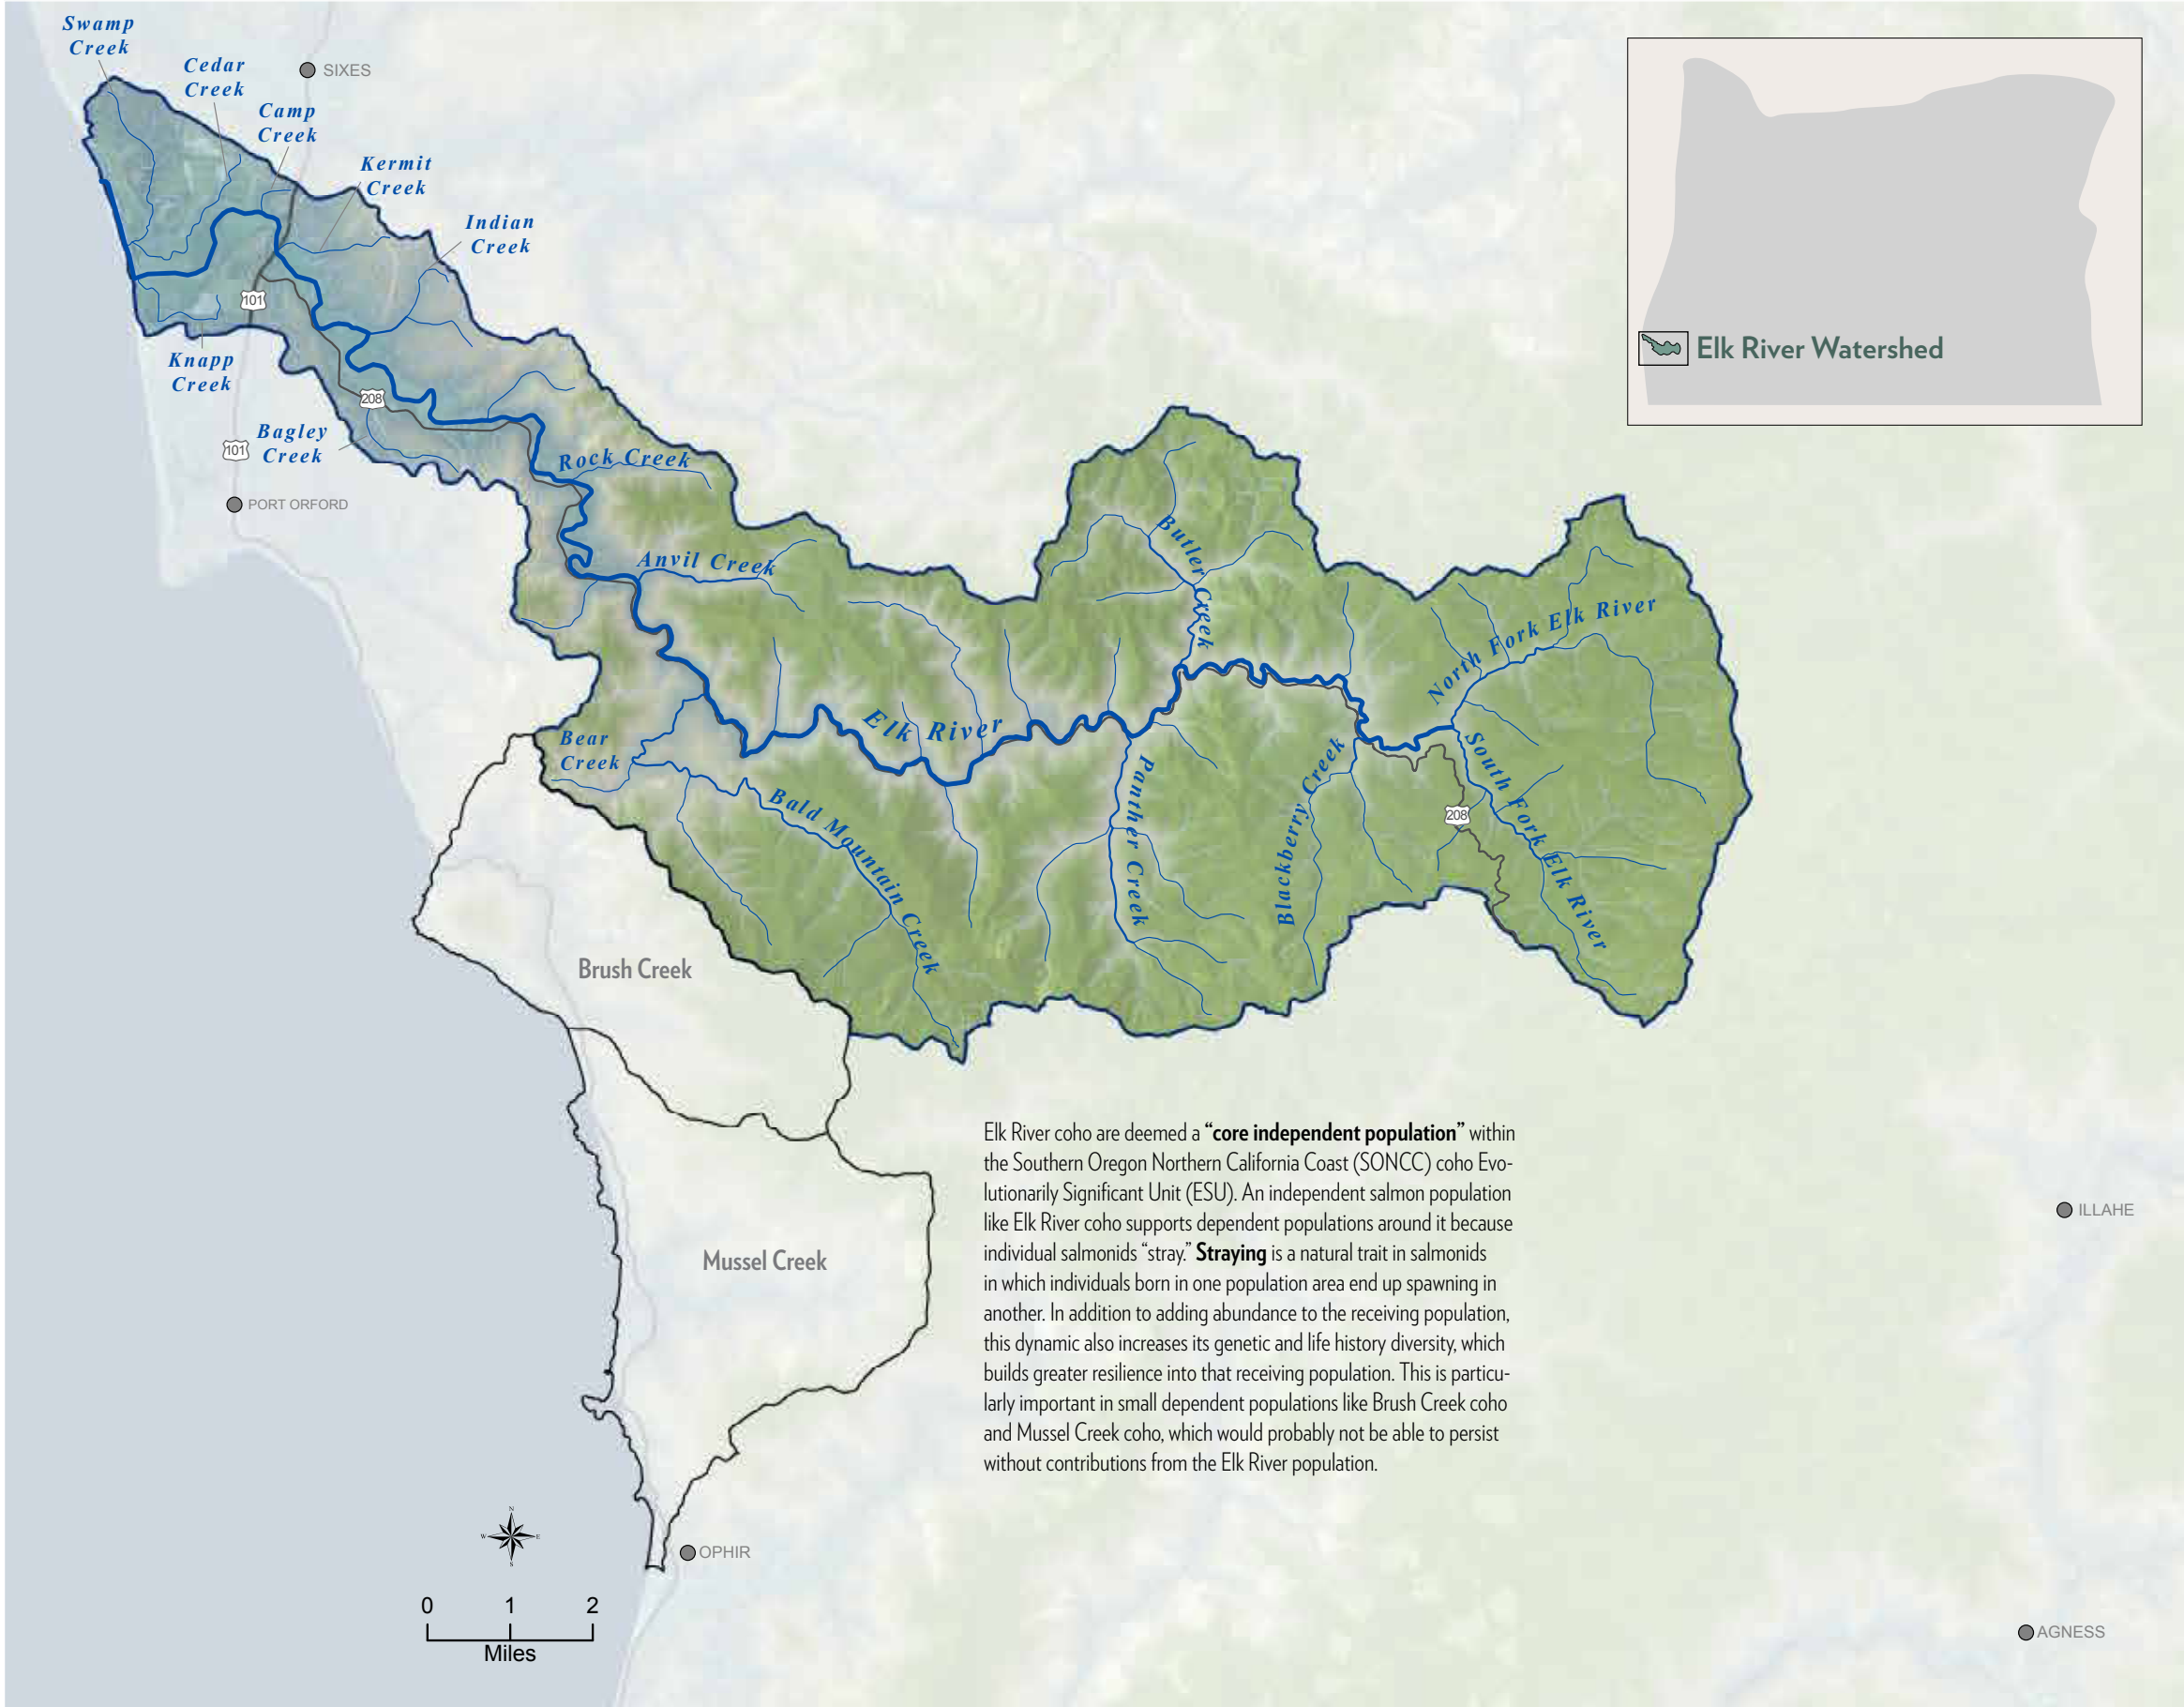 Swamp
Creek
Cedar
Creek
SIXES
Camp
Creek
Kermit
Creek
Indian
Creek
101
Knapp
Creek
208
Bagley
Creek
101
PORT ORFORD
Elk River Watershed
Rock Creek
Anvil Creek
Butler Creek
North Fork Elk River
Elk River
Bear
Creek
Bald Mountain Creek
Panther Creek
Blackberry Creek
South Fork Elk River
208
Brush Creek
Mussel Creek
Elk River coho are deemed a “core independent population” within
the Southern Oregon Northern California Coast (SONCC) coho Evo-
lutionarily Significant Unit (ESU). An independent salmon population
like Elk River coho supports dependent populations around it because
individual salmonids “stray.” Straying is a natural trait in salmonids
in which individuals born in one population area end up spawning in
another. In addition to adding abundance to the receiving population,
this dynamic also increases its genetic and life history diversity, which
builds greater resilience into that receiving population. This is particu-
larly important in small dependent populations like Brush Creek coho
and Mussel Creek coho, which would probably not be able to persist
without contributions from the Elk River population.
ILLAHE
N
W E
S
OPHIR
0 1 2
Miles
AGNESS